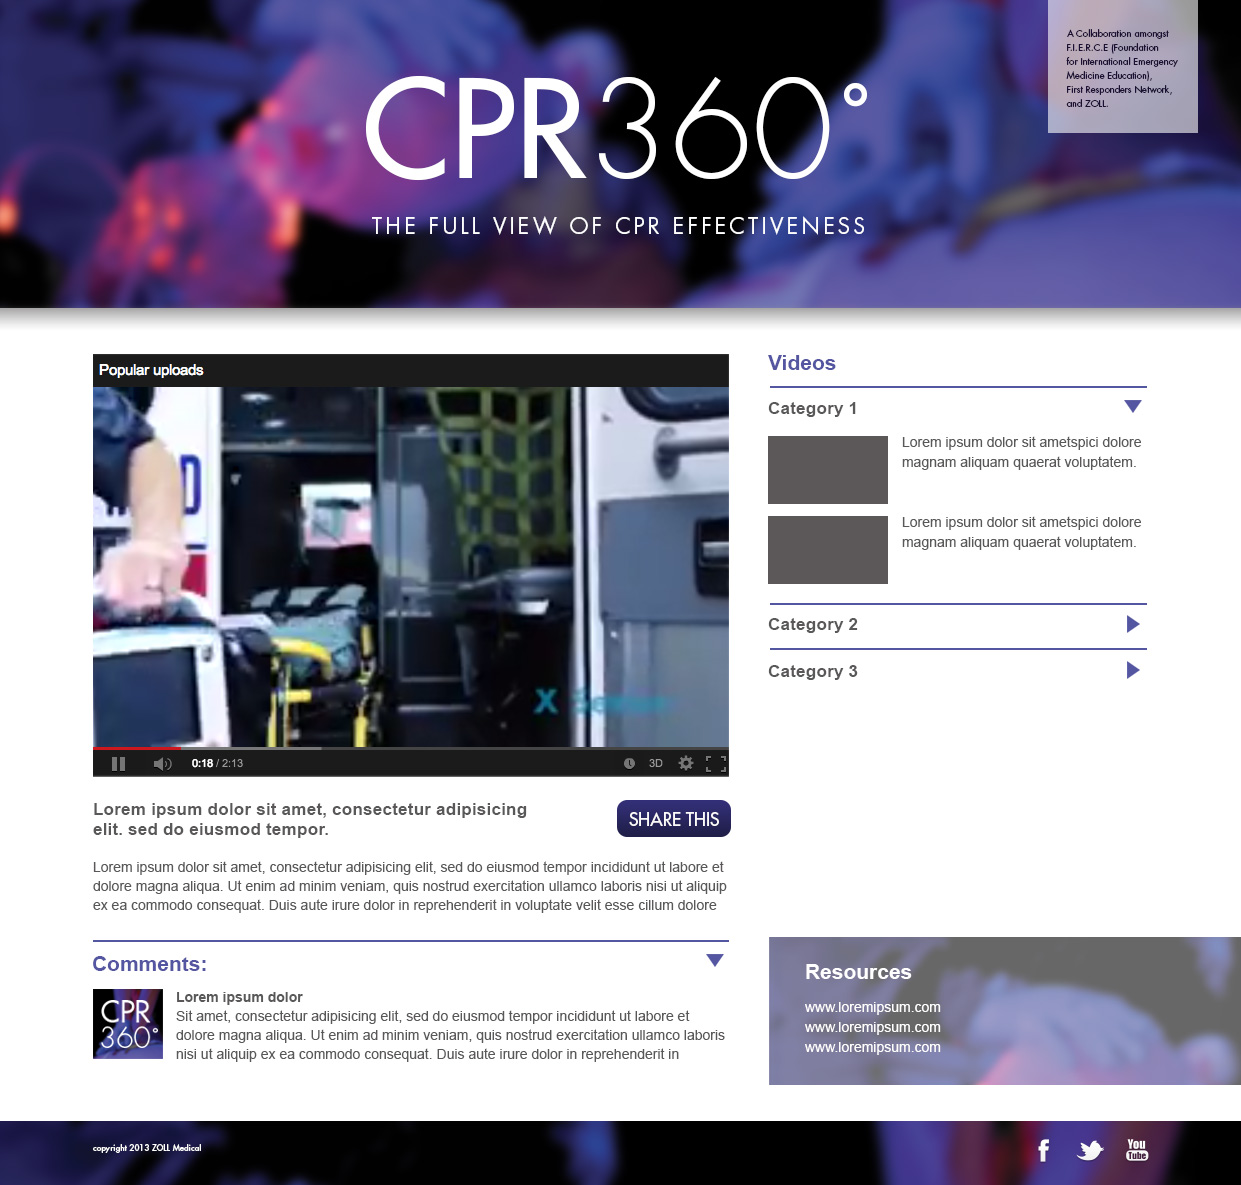 A Collaboration amongst
F.I.E.R.C.E (Foundation
for International Emergency
Medicine Education),
First Responders Network,
and ZOLL.
CPR360°
THE FULL VIEW OF CPR EFFECTIVENESS
Popular uploads
X
0:18 / 2:13
3D
Lorem ipsum dolor sit amet, consectetur adipisicing
elit. sed do eiusmod tempor.
SHARE THIS
Lorem ipsum dolor sit amet, consectetur adipisicing elit, sed do eiusmod tempor incididunt ut labore et
dolore magna aliqua. Ut enim ad minim veniam, quis nostrud exercitation ullamco laboris nisi ut aliquip
ex ea commodo consequat. Duis aute irure dolor in reprehenderit in voluptate velit esse cillum dolore
Comments:
CPR
360°
Lorem ipsum dolor
Sit amet, consectetur adipisicing elit, sed do eiusmod tempor incididunt ut labore et
dolore magna aliqua. Ut enim ad minim veniam, quis nostrud exercitation ullamco laboris
nisi ut aliquip ex ea commodo consequat. Duis aute irure dolor in reprehenderit in
Videos
Category 1
Lorem ipsum dolor sit ametspici dolore
magnam aliquam quaerat voluptatem.
Lorem ipsum dolor sit ametspici dolore
magnam aliquam quaerat voluptatem.
Category 2
Category 3
Resources
www.loremipsum.com
www.loremipsum.com
www.loremipsum.com
copyright 2013 ZOLL Medical
f
You
Tube